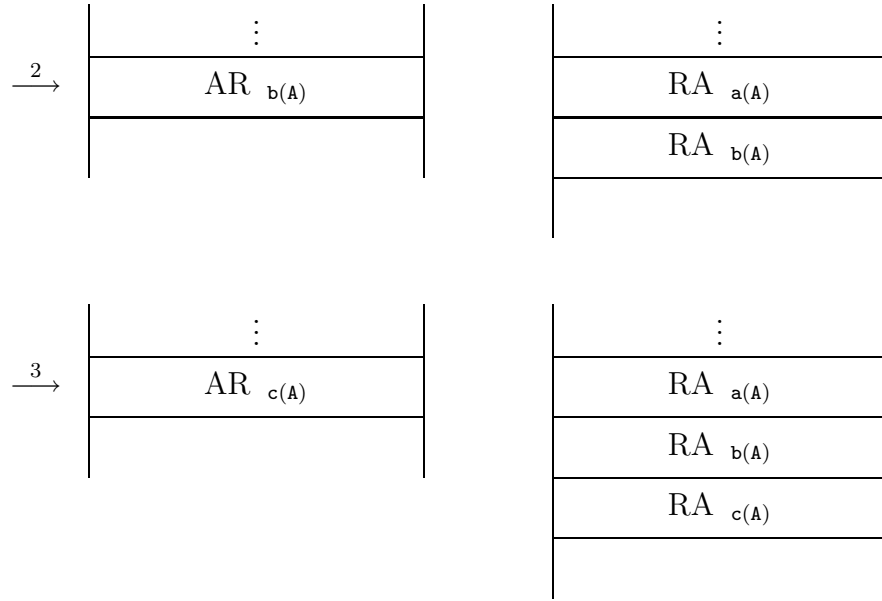 ⋮ ⋮
2 AR b(A) RA a(A)
RA b(A)
⋮ ⋮
3 AR c(A) RA a(A)
RA b(A)
RA c(A)